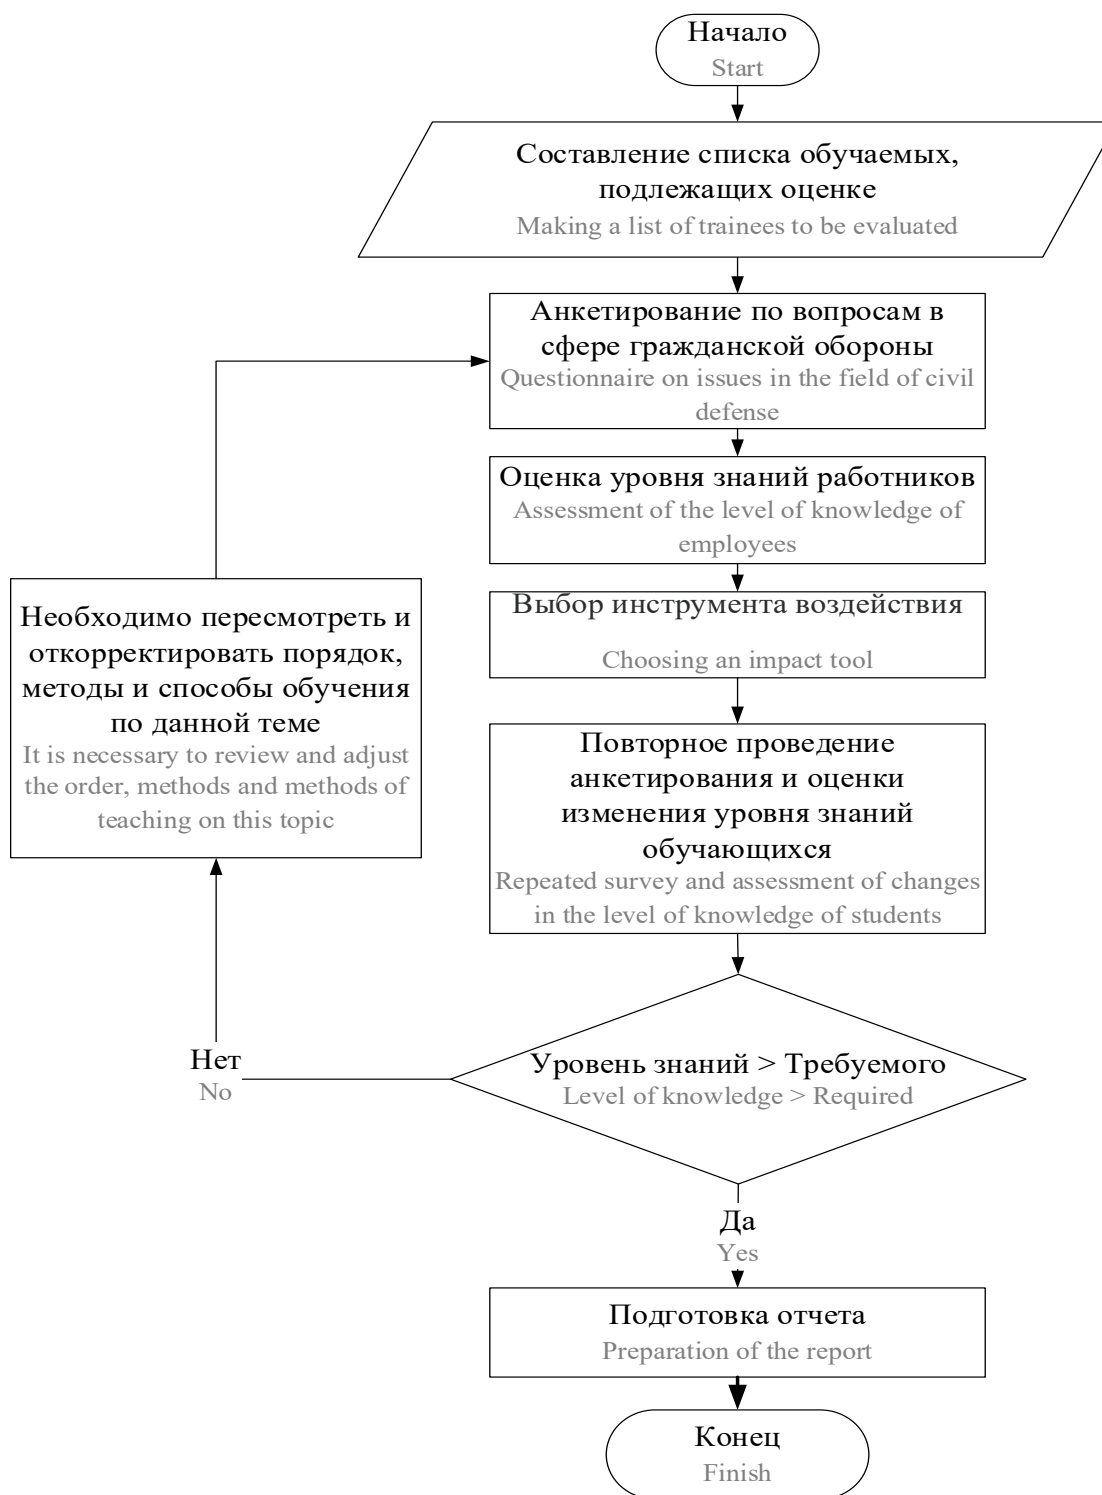 Начало
Start
Составление списка обучаемых,
подлежащих оценке
Making a list of trainees to be evaluated
Анкетирование по вопросам в
сфере гражданской обороны
Questionnaire on issues in the field of civil
defense
Оценка уровня знаний работников
Assessment of the level of knowledge of
employees
Выбор инструмента воздействия
Choosing an impact tool
Необходимо пересмотреть и
откорректировать порядок,
методы и способы обучения
по данной теме
It is necessary to review and adjust
the order, methods and methods of
teaching on this topic
Повторное проведение
анкетирования и оценки
изменения уровня знаний
обучающихся
Repeated survey and assessment of changes
in the level of knowledge of students
Уровень знаний > Требуемого
Level of knowledge > Required
Нет
No
Да
Yes
Подготовка отчета
Preparation of the report
Конец
Finish